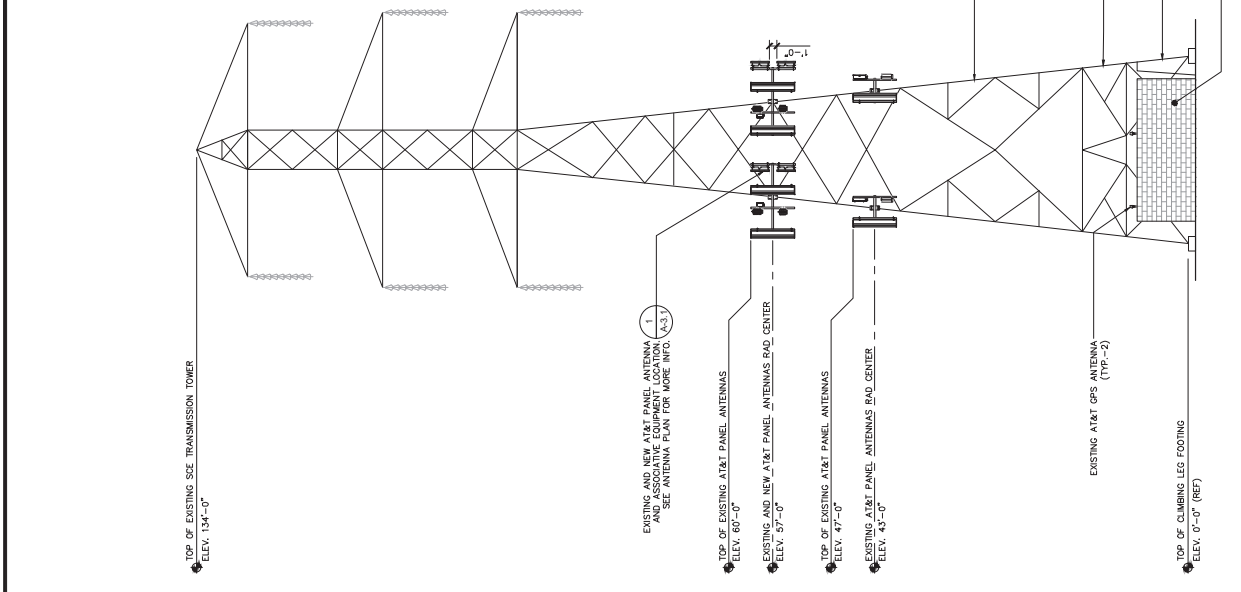 TOP OF EXISTING SCE TRANSMISSION TOWER
ELEV. 134'-0"
EXISTING AND NEW AT&T PANEL ANTENNA
AND ASSOCIATIVE EQUIPMENT LOCATION.
SEE ANTENNA PLAN FOR MORE INFO.
1
A-3.1
TOP OF EXISTING AT&T PANEL ANTENNAS
ELEV. 60'-0"
EXISTING AND NEW AT&T PANEL ANTENNAS RAD CENTER
ELEV. 57'-0"
1'-0"
TOP OF EXISTING AT&T PANEL ANTENNAS
ELEV. 47'-0"
EXISTING AT&T PANEL ANTENNAS RAD CENTER
ELEV. 43'-0"
EXISTING AT&T GPS ANTENNA
(TYP.-2)
TOP OF CLIMBING LEG FOOTING
ELEV. 0'-0" (REF)